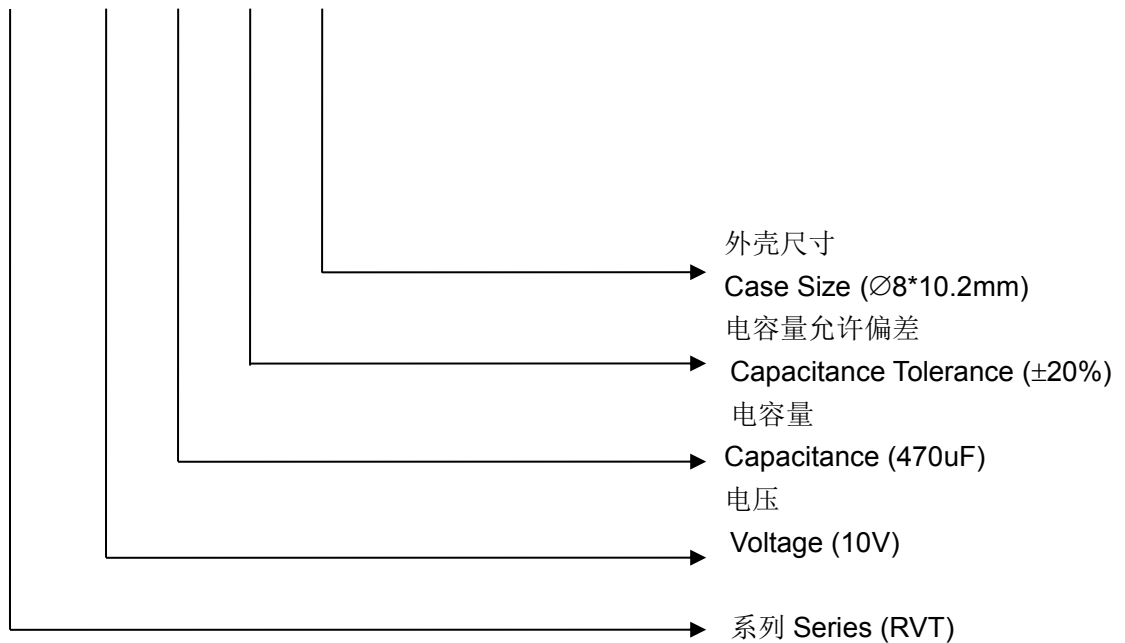 外壳尺寸
Case Size (∅8*10.2mm)
电容量允许偏差
Capacitance Tolerance (±20%)
电容量
Capacitance (470uF)
电压
Voltage (10V)
系列 Series (RVT)